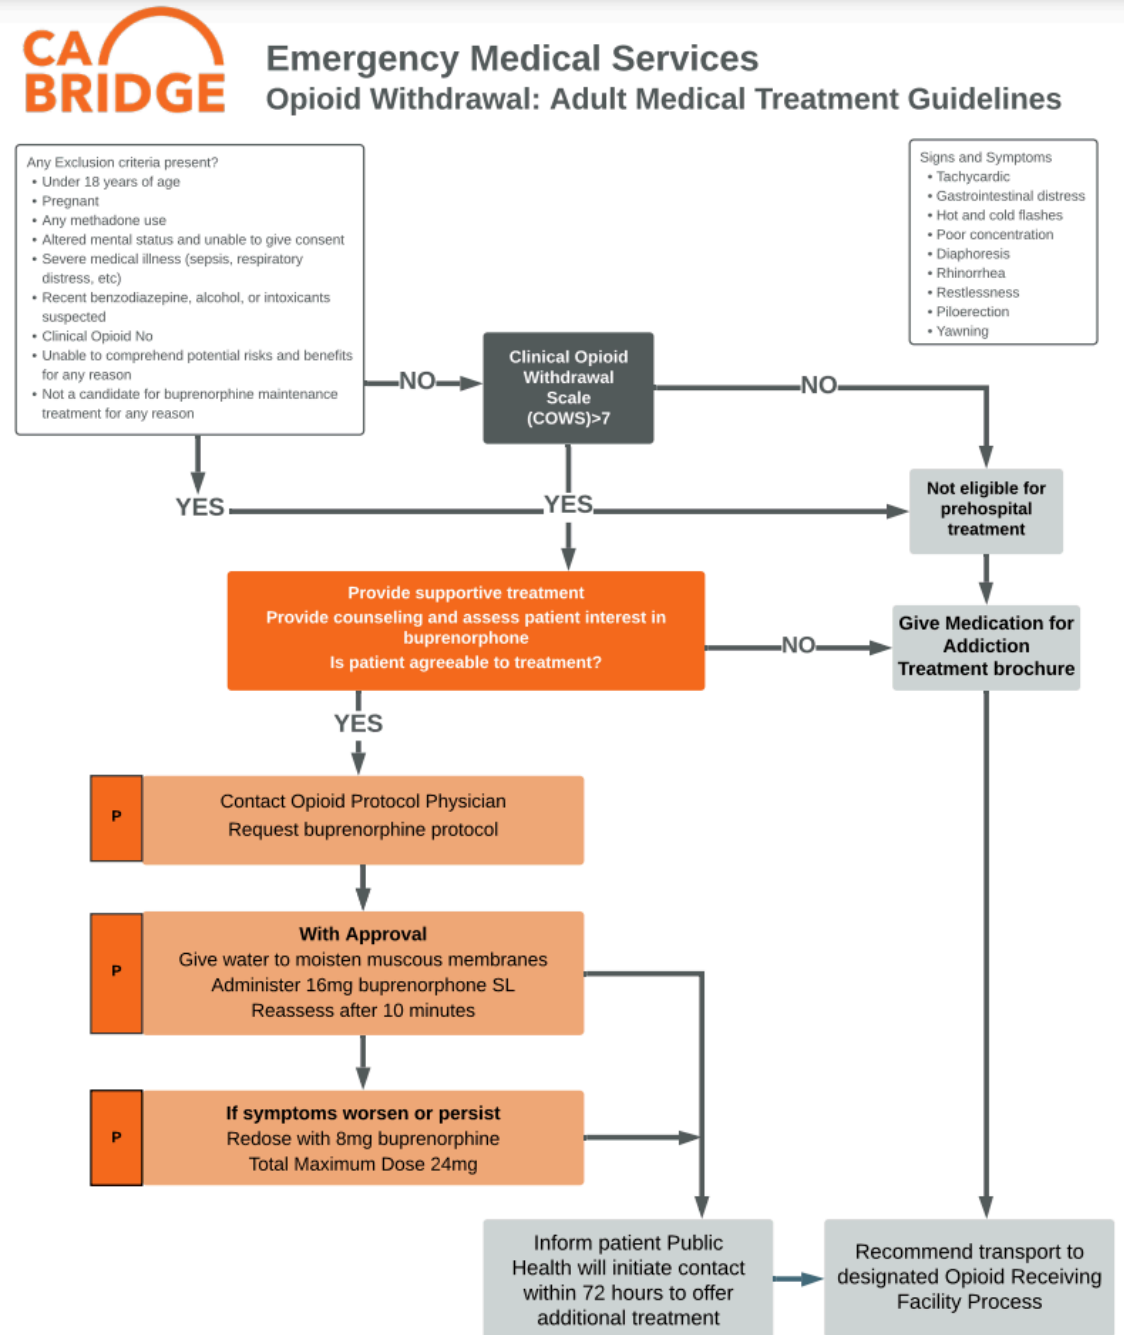 CA
BRIDGE
Emergency Medical Services
Opioid Withdrawal: Adult Medical Treatment Guidelines
Any Exclusion criteria present?
• Under 18 years of age
• Pregnant
• Any methadone use
• Altered mental status and unable to give consent
• Severe medical illness (sepsis, respiratory
distress, etc)
• Recent benzodiazepine, alcohol, or intoxicants
suspected
• Clinical Opioid No
• Unable to comprehend potential risks and benefits
for any reason
• Not a candidate for buprenorphine maintenance
treatment for any reason
Signs and Symptoms
• Tachycardic
• Gastrointestinal distress
• Hot and cold flashes
• Poor concentration
• Diaphoresis
• Rhinorrhea
• Restlessness
• Piloerection
• Yawning
NO
Clinical Opioid
Withdrawal
Scale
(COWS)>7
NO
YES
YES
Not eligible for
prehospital
treatment
Provide supportive treatment
Provide counseling and assess patient interest in
buprenorphone
Is patient agreeable to treatment?
NO
Give Medication for
Addiction
Treatment brochure
YES
P
Contact Opioid Protocol Physician
Request buprenorphine protocol
P
With Approval
Give water to moisten muscous membranes
Administer 16mg buprenorphone SL
Reassess after 10 minutes
P
If symptoms worsen or persist
Redose with 8mg buprenorphine
Total Maximum Dose 24mg
Inform patient Public
Health will initiate contact
within 72 hours to offer
additional treatment
Recommend transport to
designated Opioid Receiving
Facility Process